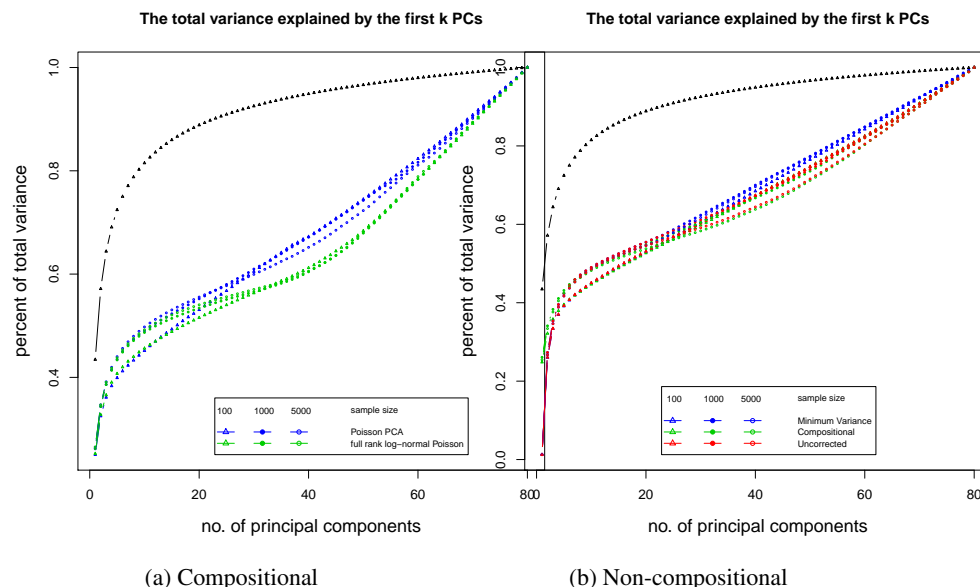 The total variance explained by the first k PCs
percent of total variance
1.0
0.8
0.6
0.4
100 1000 5000 sample size
Poisson PCA
full rank log−normal Poisson
0 20 40 60 80
no. of principal components
(a) Compositional
The total variance explained by the first k PCs
percent of total variance
1.0
0.8
0.6
0.4
0.2
0.0
100 1000 5000 sample size
Minimum Variance
Compositional
Uncorrected
0 20 40 60 80
no. of principal components
(b) Non-compositional